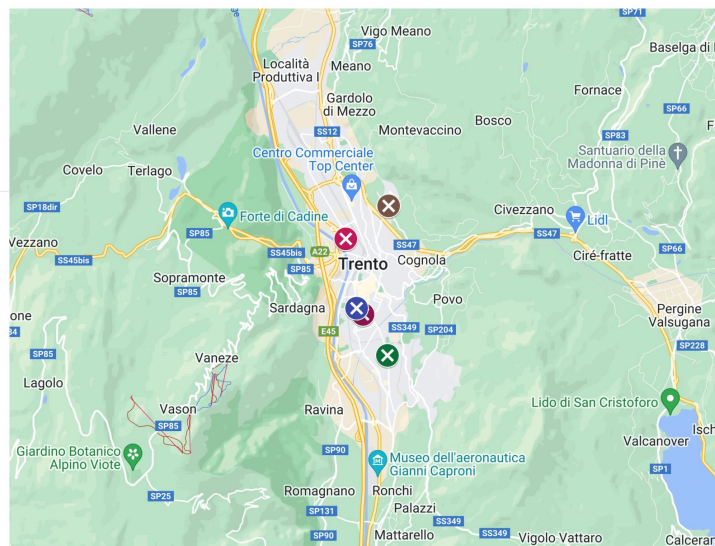 SP71
Vigo Meano
SP76
Baselga di
Località
Produttiva I
Meano
Fornace
Gardolo
di Mezzo
SP66
Bosco
Vallene
SS12
Montevaccino
SP83
F
Centro Commerciale
Top Center
Santuario della
Madonna di Pinè
Covelo
Terlago
SP18dir
Forte di Cadine
Civezzano
Lidl
SP85
SS47
Vezzano
SS45bis
SS45bis
A22
SS47
SP66
Trento
Cognola
Ciré-fratte
SP85
Sopramonte
SP85
Povo
Sardagna
Pergine
Valsugana
one
84
E45
SS349
SP204
SP228
SP85
Vaneze
Lagolo
Vason
Ravina
Lido di San Cristoforo
SP85
Isch
Valcanover
Giardino Botanico
Alpino Viote
SP90
Museo dell'aeronautica
Gianni Caproni
SP1
SP25
Romagnano
Ronchi
SP131
Palazzi
SS349
SP90
Mattarello
SS349
Vigolo Vattaro
Calcerar